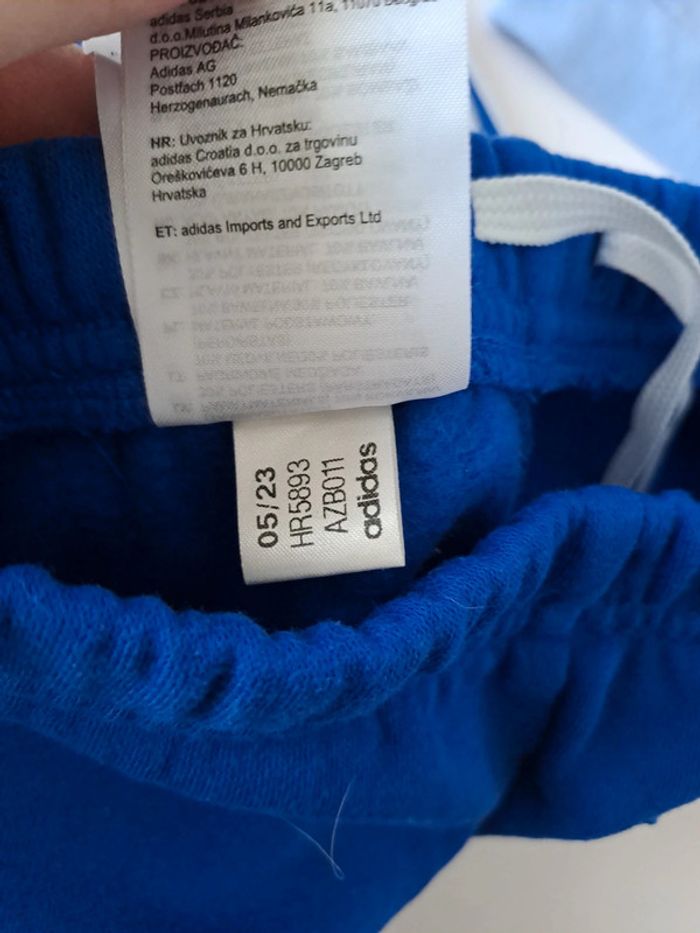 adidas Serbia
d.o.o.Milutina Milankovića 11a, 11070
PROIZVOĐAČ:
Adidas AG
Postfach 1120
Herzogenaurach, Nemačka
HR: Uvoznik za Hrvatsku:
adidas Croatia d.o.o. za trgovinu
Oreškovićeva 6 H, 10000 Zagreb
Hrvatska
ET: adidas Imports and Exports Ltd
05/23
HR5893
AZB011
adidas